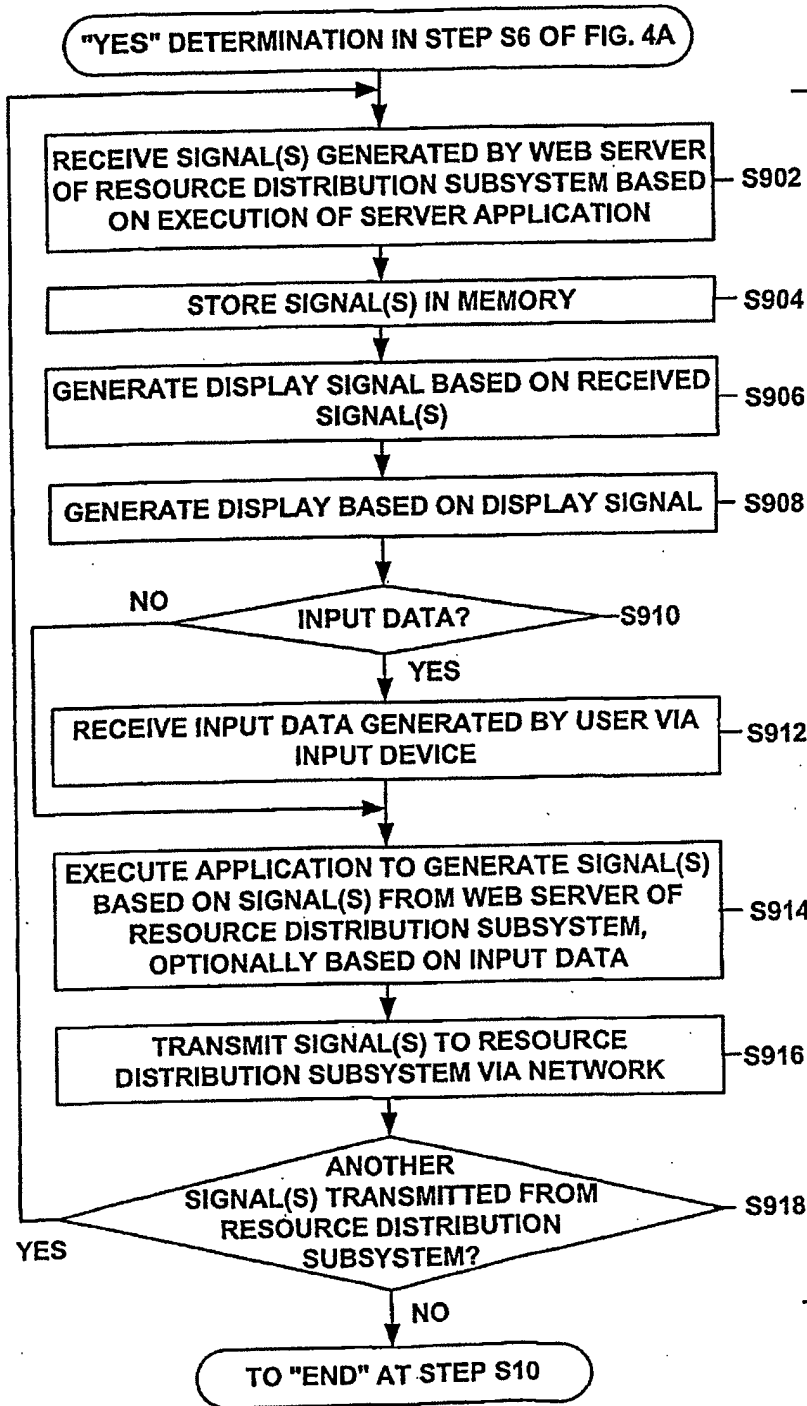 "YES" DETERMINATION IN STEP S6 OF FIG. 4A
RECEIVE SIGNAL(S) GENERATED BY WEB SERVER
OF RESOURCE DISTRIBUTION SUBSYSTEM BASED
ON EXECUTION OF SERVER APPLICATION
S902
STORE SIGNAL(S) IN MEMORY
S904
GENERATE DISPLAY SIGNAL BASED ON RECEIVED
SIGNAL(S)
S906
GENERATE DISPLAY BASED ON DISPLAY SIGNAL
S908
NO
INPUT DATA?
S910
YES
RECEIVE INPUT DATA GENERATED BY USER VIA
INPUT DEVICE
S912
EXECUTE APPLICATION TO GENERATE SIGNAL(S)
BASED ON SIGNAL(S) FROM WEB SERVER OF
RESOURCE DISTRIBUTION SUBSYSTEM,
OPTIONALLY BASED ON INPUT DATA
S914
TRANSMIT SIGNAL(S) TO RESOURCE
DISTRIBUTION SUBSYSTEM VIA NETWORK
S916
ANOTHER
SIGNAL(S) TRANSMITTED FROM
RESOURCE DISTRIBUTION
SUBSYSTEM?
S918
YES
NO
TO "END" AT STEP S10